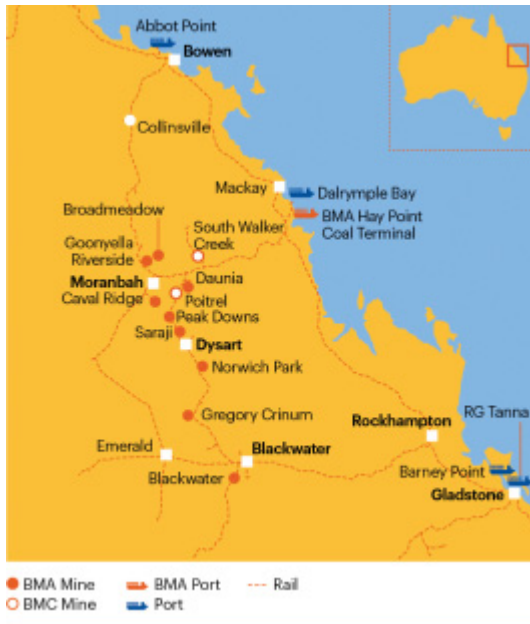 Abbot Point
Bowen
Collinsville
Mackay
Dalrymple Bay
BMA Hay Point
Coal Terminal
Broadmeadow
South Walker
Creek
Goonyella
Riverside
Moranbah
Daunia
Caval Ridge
Poitrel
Peak Downs
Saraji
Dysart
Norwich Park
Gregory Crinum
RG Tanna
Rockhampton
Emerald
Blackwater
Barney Point
Blackwater
Gladstone
BMA Mine
BMA Port
Rail
BMC Mine
Port